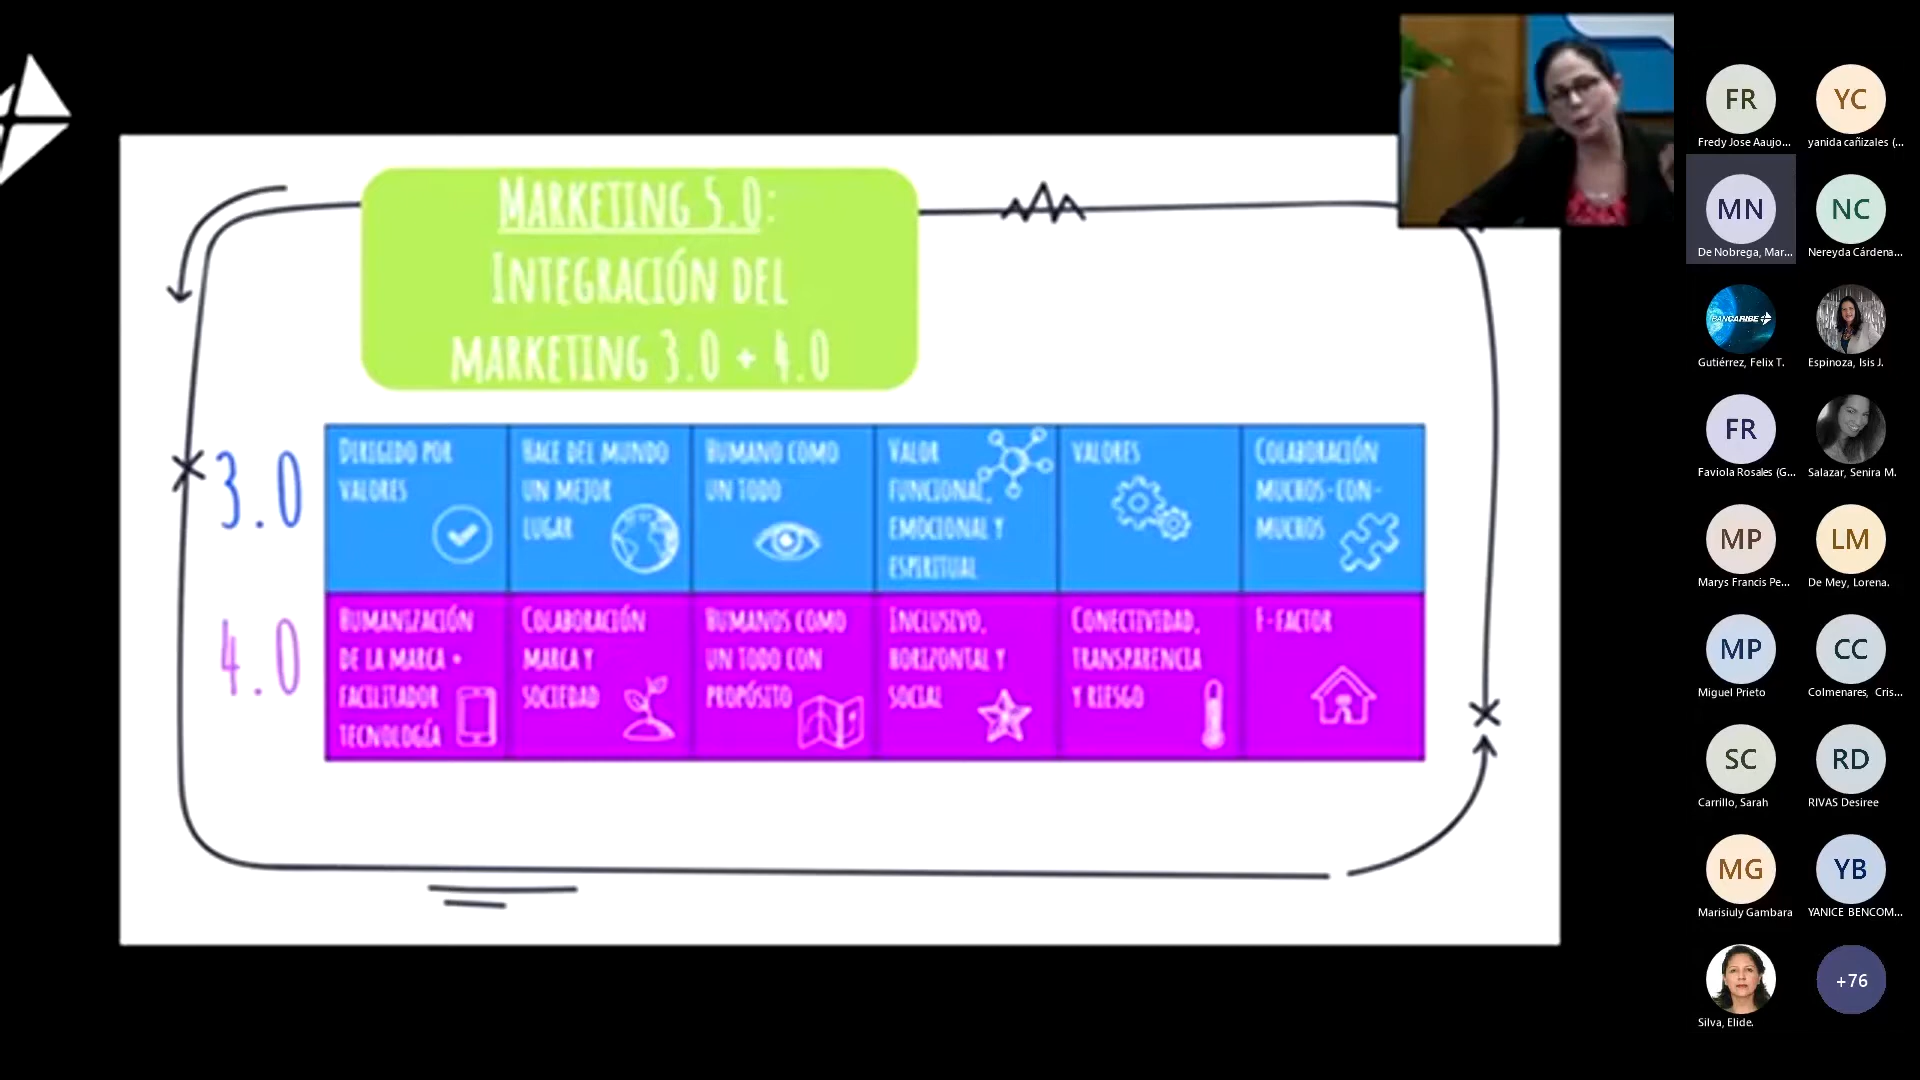 MARKETING 5.0:
INTEGRACIÓN DEL
MARKETING 3.0 + 4.0
3.0
DIRIGIDO POR
VALORES
HACE DEL MUNDO
UN MEJOR
LUGAR
HUMANO COMO
UN TODO
VALOR
FUNCIONAL,
EMOCIONAL Y
ESPIRITUAL
VALORES
COLABORACIÓN
MUCHOS-CON-
MUCHOS
4.0
HUMANIZACIÓN
DE LA MARCA +
FACILITADOR
TECNOLOGÍA
COLABORACIÓN
MARCA Y
SOCIEDAD
HUMANOS COMO
UN TODO CON
PROPÓSITO
INCLUSIVO,
HORIZONTAL Y
SOCIAL
CONECTIVIDAD,
TRANSPARENCIA
Y RIESGO
F-FACTOR
FR
Fredy Jose Aaujo...
YC
yanida cañizales (...
MN
De Nobrega, Mar...
NC
Nereyda Cárdena...
BANCARIBE
Gutiérrez, Felix T.
Espinoza, Isis J.
FR
Faviola Rosales (G...
Salazar, Senira M.
MP
Marys Francis Pe...
LM
De Mey, Lorena.
MP
Miguel Prieto
CC
Colmenares, Cris...
SC
Carrillo, Sarah
RD
RIVAS Desiree
MG
Marisiuly Gambara
YB
YANICE BENCOM...
Silva, Elide.
+76